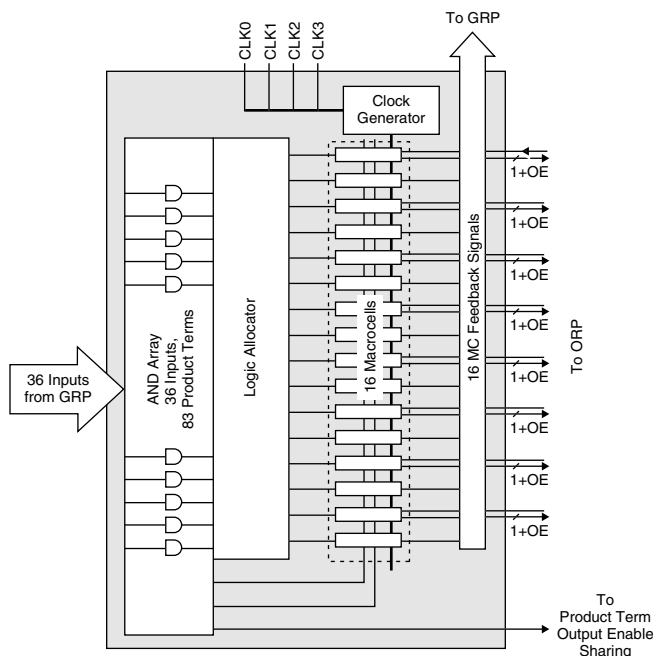 To GRP
CLK0
CLK1
CLK2
CLK3
Clock
Generator
1+OE
1+OE
1+OE
1+OE
1+OE
1+OE
1+OE
1+OE
36 Inputs
from GRP
AND Array
36 Inputs,
83 Product Terms
Logic Allocator
16 Macrocells
16 MC Feedback Signals
To ORP
To
Product Term
Output Enable
Sharing